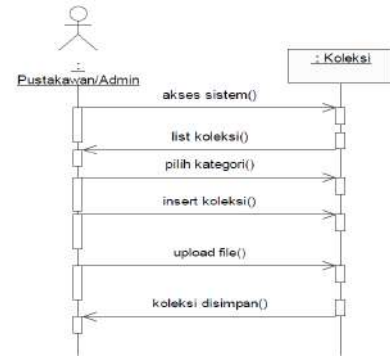 : Koleksi
:
Pustakawan/Admin
akses sistem()
list koleksi()
pilih kategori()
insert koleksi()
upload file()
koleksi disimpan()